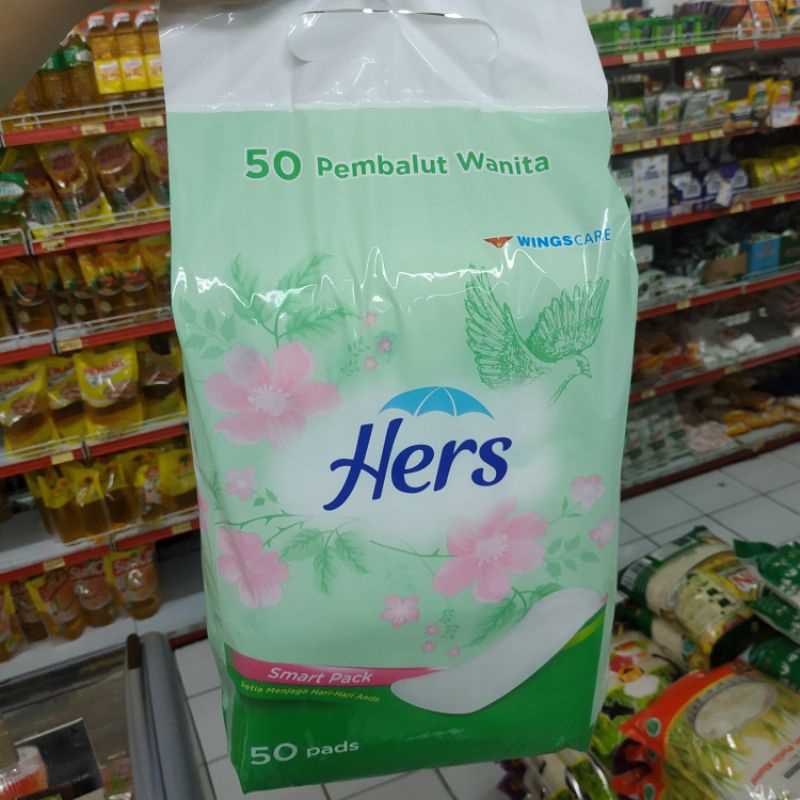 50 Pembalut Wanita
WINGSCARE
Hers
Smart Pack
Setia Menjaga Hari-Hari Anda
50 pads